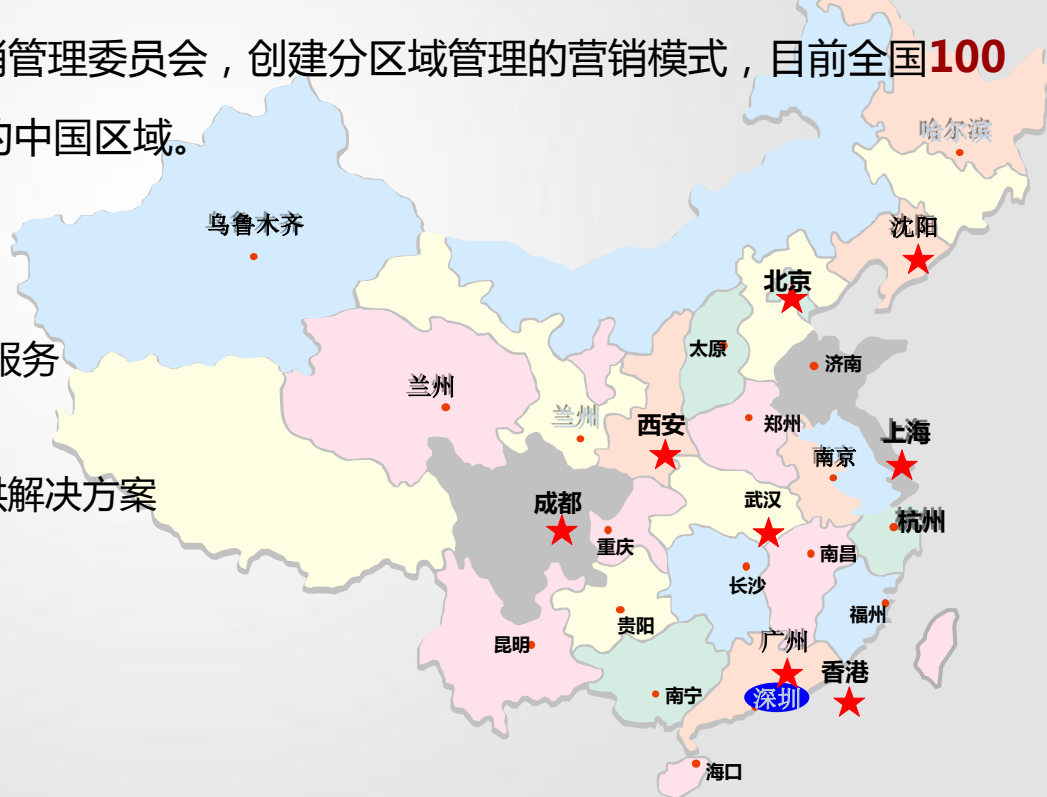 销管理委员会，创建分区域管理的营销模式，目前全国100
的中国区域。
哈尔滨
乌鲁木齐
沈阳
北京
太原
服务
济南
兰州
兰州
西安
郑州
上海
南京
供解决方案
成都
武汉
杭州
重庆
南昌
长沙
福州
贵阳
广州
昆明
香港
南宁
深圳
海口